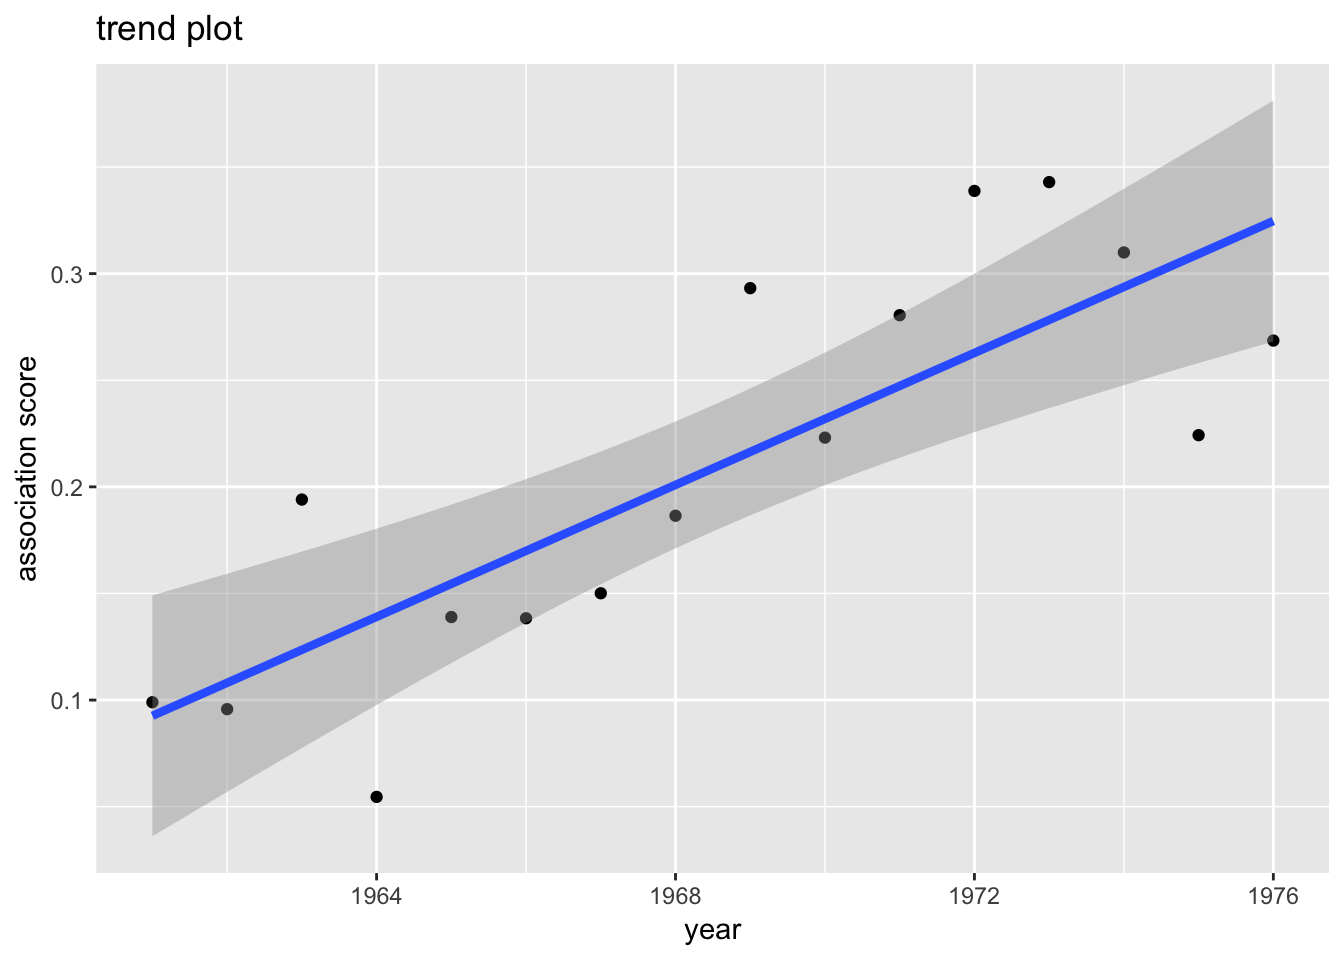 trend plot
association score
0.3
0.2
0.1
1964 1968 1972 1976
year